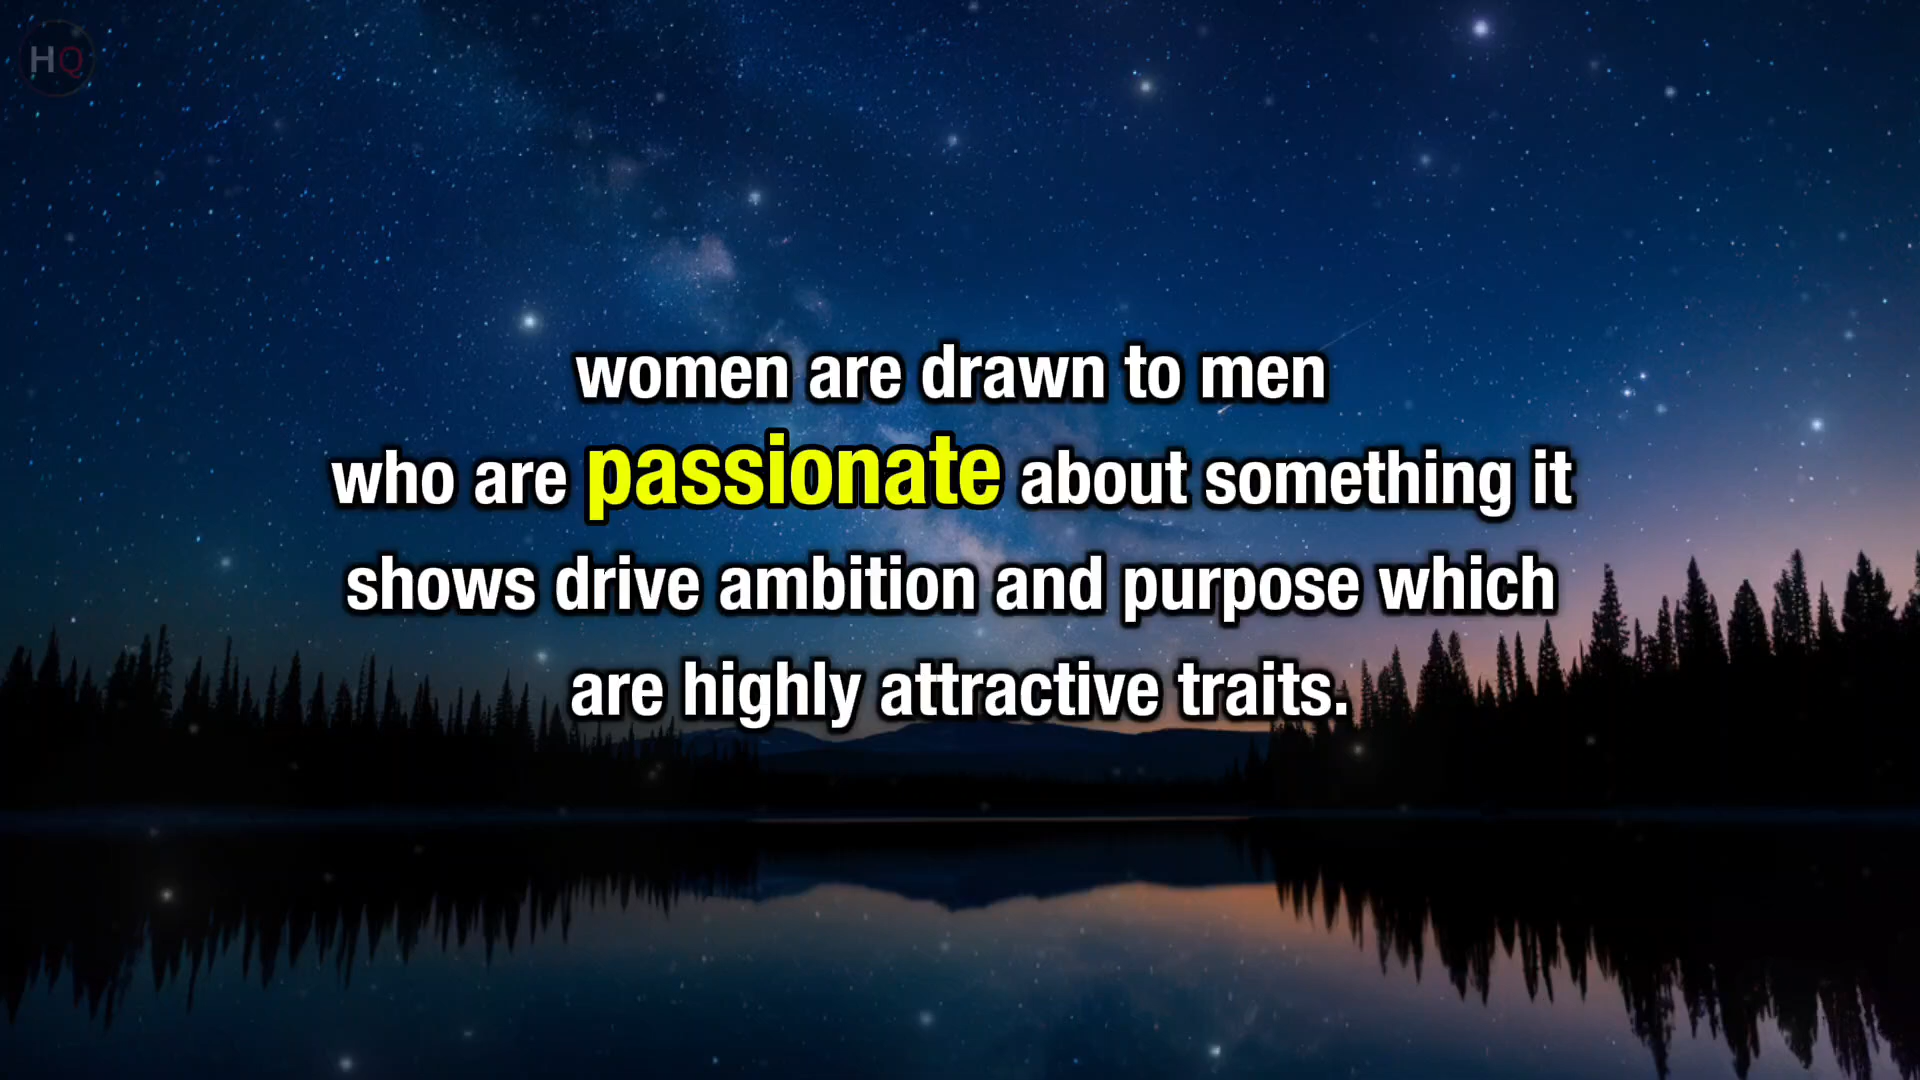 HQ
women are drawn to men
who are passionate about something it
shows drive ambition and purpose which
are highly attractive traits.